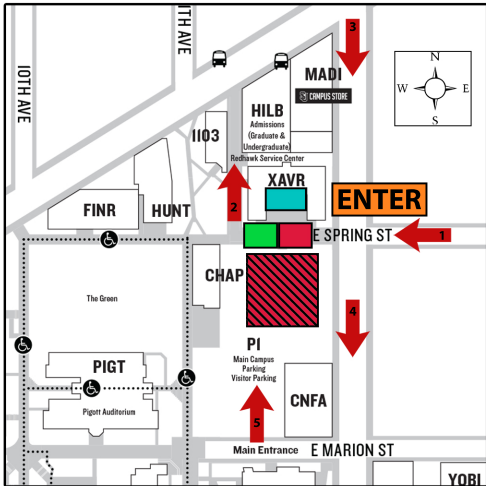 10TH AVE
11TH AVE
3
MADI
SU CAMPUS STORE
N
W E
S
1103
HILB
Admissions
(Graduate &
Undergraduate)
Redhawk Service Center
XAVR
2
ENTER
FINR
HUNT
E SPRING ST
1
CHAP
The Green
4
P1
Main Campus
Parking
Visitor Parking
PIGT
Pigott Auditorium
CNFA
5
Main Entrance
E MARION ST
YOBL